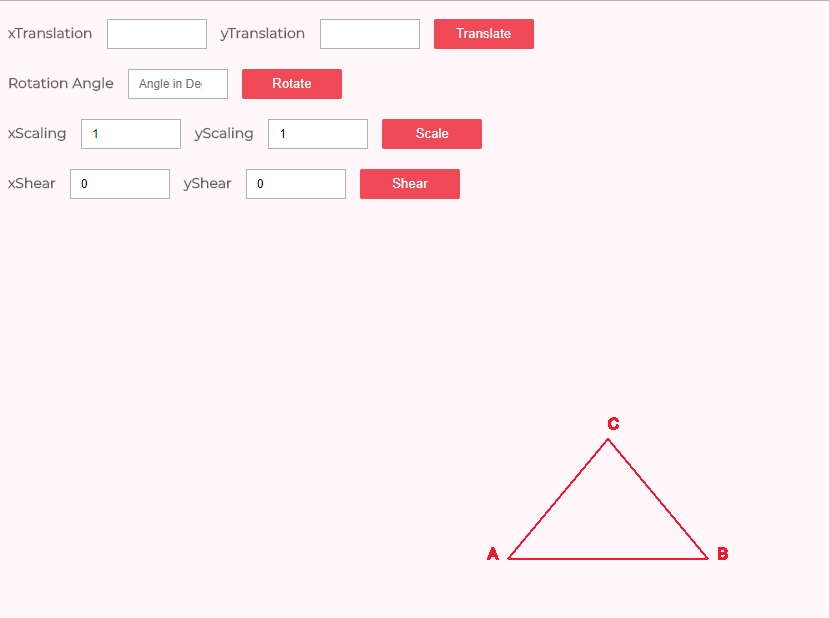 xTranslation yTranslation Translate
Rotation Angle Angle in De Rotate
xScaling 1 yScaling 1 Scale
xShear 0 yShear 0 Shear
C
A B